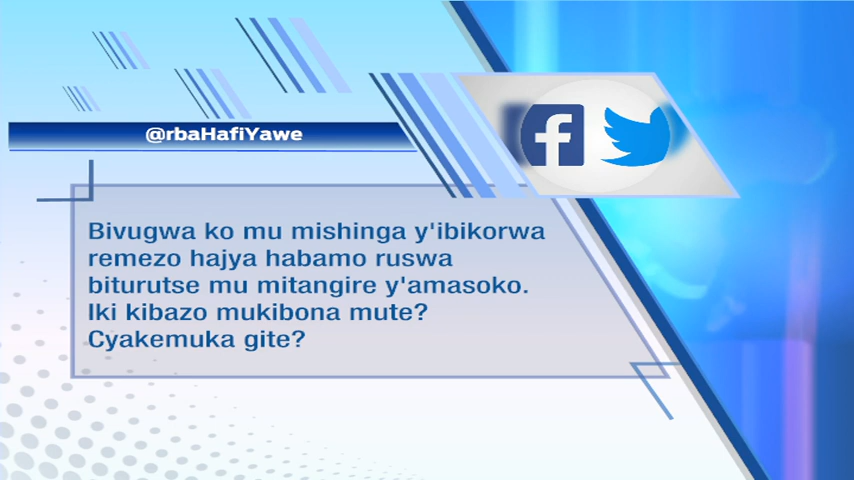 @rbaHafiYawe
Bivugwa ko mu mishinga y'ibikorwa
remezo hajya habamo ruswa
biturutse mu mitangire y'amasoko.
Iki kibazo mukibona mute?
Cyakemuka gite?